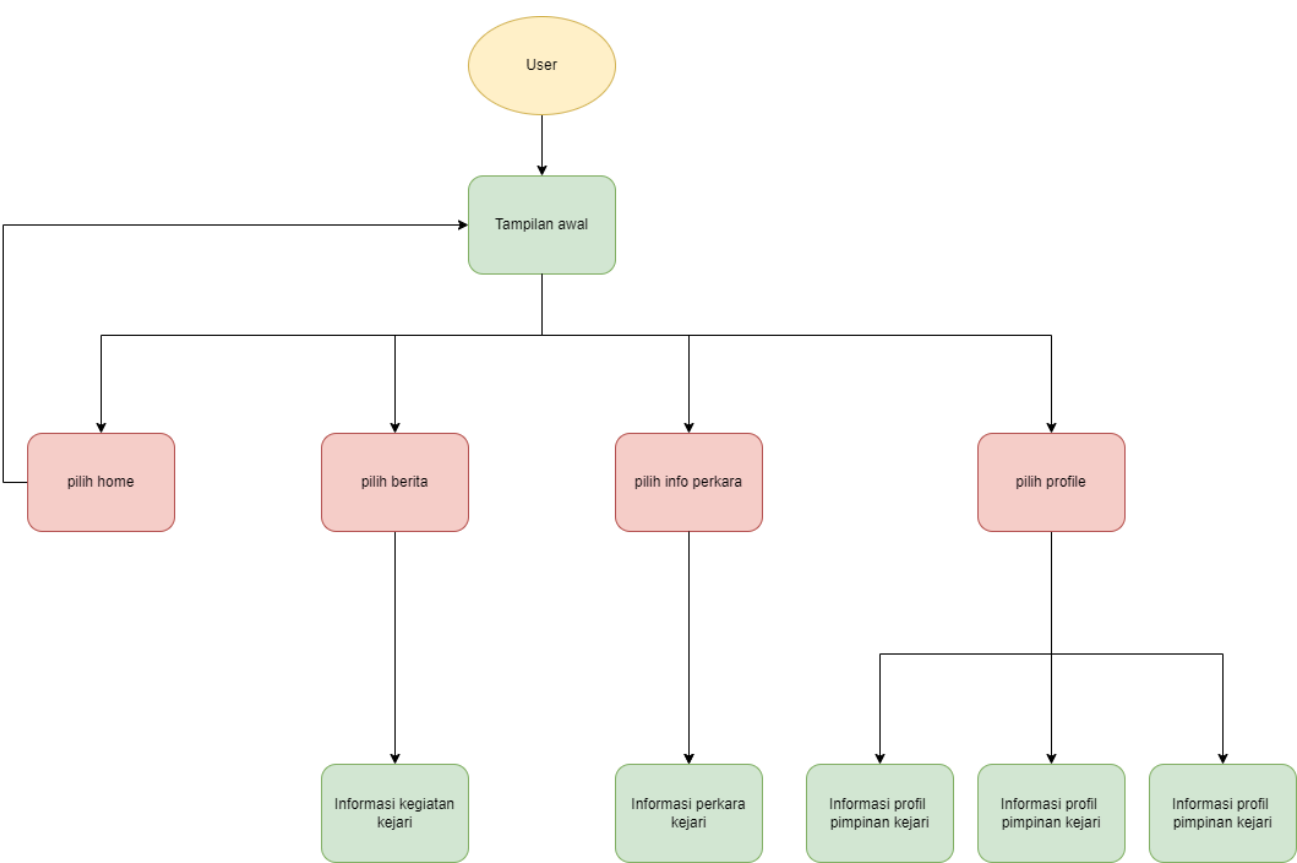 User
Tampilan awal
pilih home
pilih berita
pilih info perkara
pilih profile
Informasi kegiatan
kejari
Informasi perkara
kejari
Informasi profil
pimpinan kejari
Informasi profil
pimpinan kejari
Informasi profil
pimpinan kejari